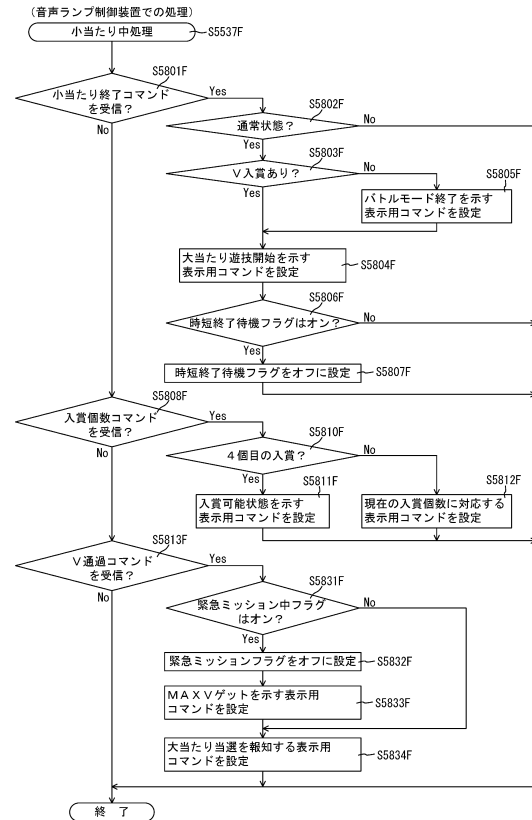 (音声ランプ制御装置での処理)
小当たり中処理
S5537F
S5801F
小当たり終了コマンド
を受信?
Yes
No
S5802F
通常状態?
No
Yes
S5803F
V入賞あり?
No
Yes
S5805F
バトルモード終了を示す
表示用コマンドを設定
大当たり遊技開始を示す
表示用コマンドを設定
S5804F
S5806F
時短終了待機フラグはオン?
No
Yes
時短終了待機フラグをオフに設定
S5807F
S5808F
入賞個数コマンド
を受信?
Yes
No
S5810F
4個目の入賞?
No
Yes
S5811F
入賞可能状態を示す
表示用コマンドを設定
S5812F
現在の入賞個数に対応する
表示用コマンドを設定
S5813F
V通過コマンド
を受信?
Yes
No
S5831F
緊急ミッション中フラグ
はオン?
No
Yes
緊急ミッションフラグをオフに設定
S5832F
MAXVゲットを示す表示用
コマンドを設定
S5833F
大当たり当選を報知する表示用
コマンドを設定
S5834F
終 了